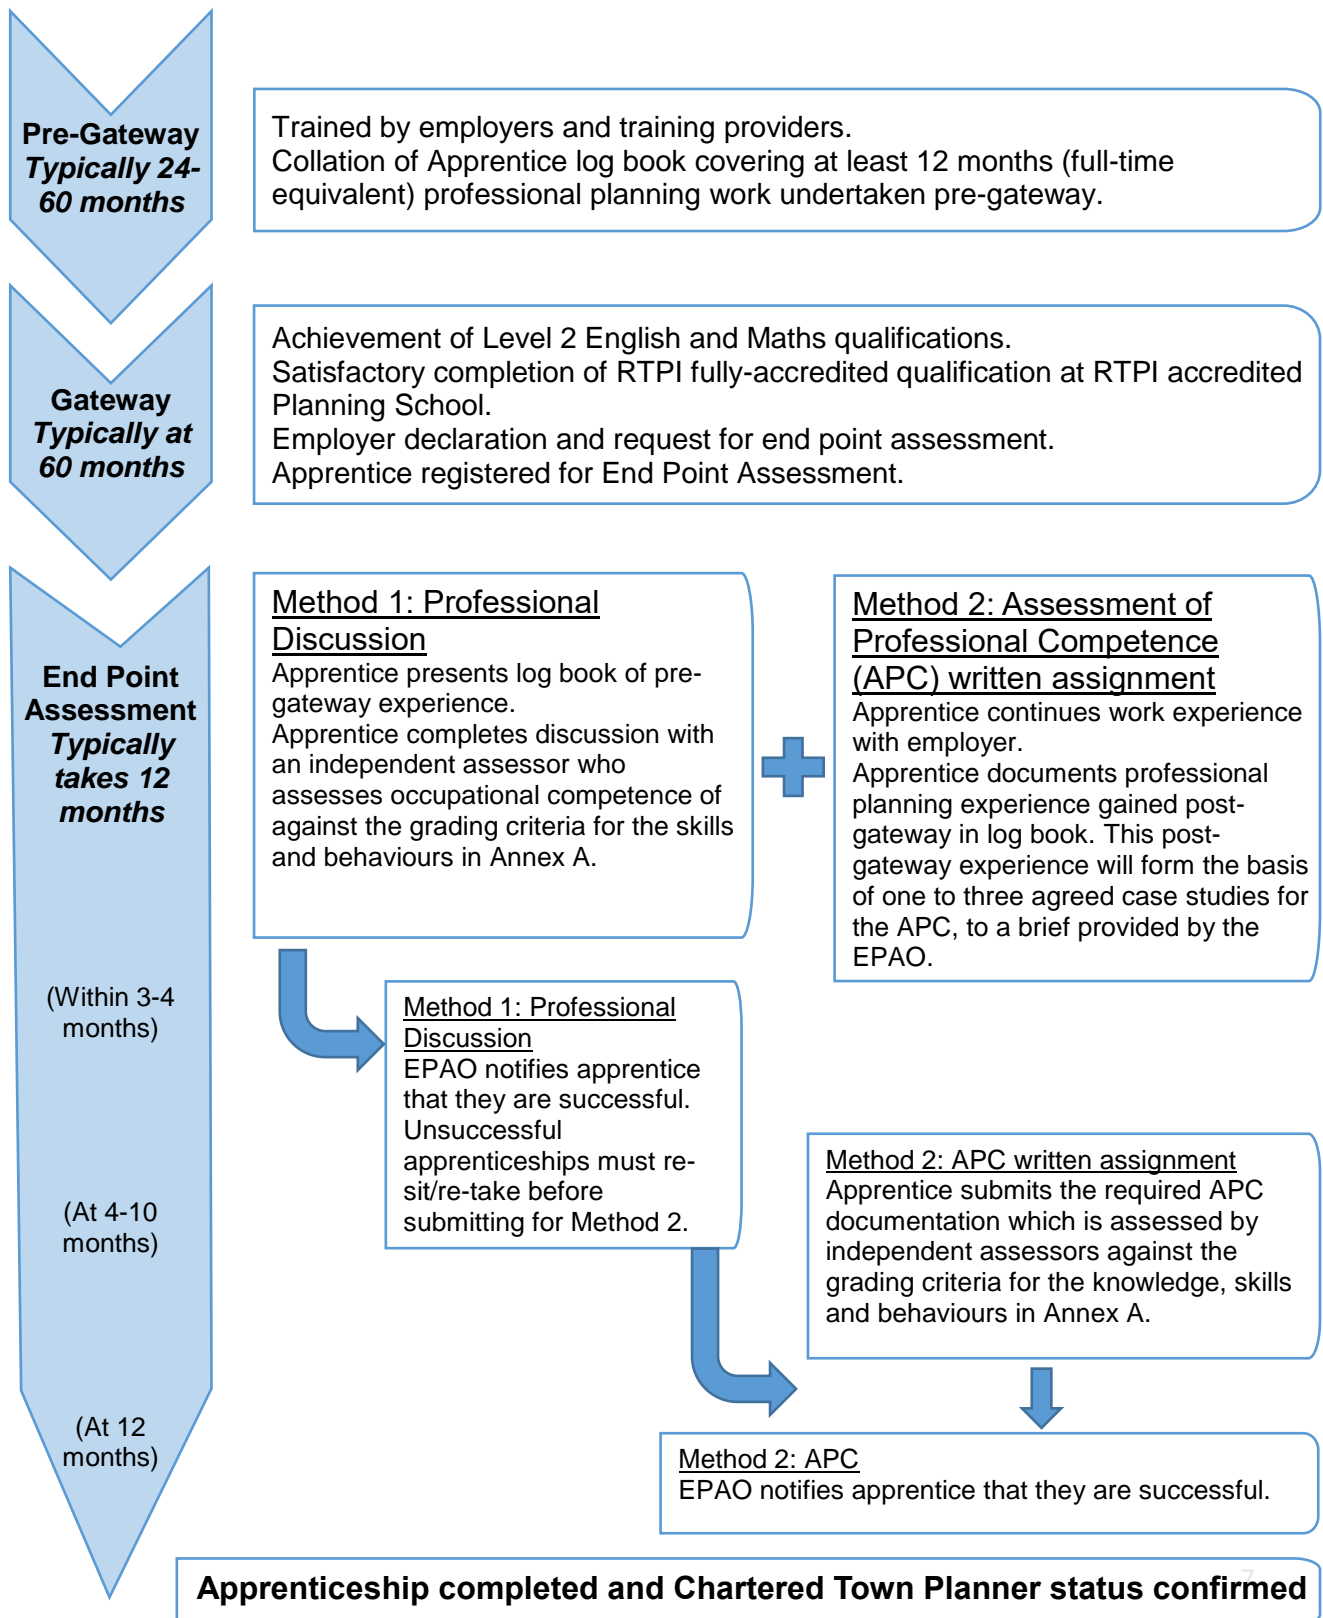 Pre-Gateway
Typically 24-
60 months
Trained by employers and training providers.
Collation of Apprentice log book covering at least 12 months (full-time
equivalent) professional planning work undertaken pre-gateway.
Gateway
Typically at
60 months
Achievement of Level 2 English and Maths qualifications.
Satisfactory completion of RTPI fully-accredited qualification at RTPI accredited
Planning School.
Employer declaration and request for end point assessment.
Apprentice registered for End Point Assessment.
End Point
Assessment
Typically
takes 12
months
Method 1: Professional
Discussion
Apprentice presents log book of pre-
gateway experience.
Apprentice completes discussion with
an independent assessor who
assesses occupational competence of
against the grading criteria for the skills
and behaviours in Annex A.
Method 2: Assessment of
Professional Competence
(APC) written assignment
Apprentice continues work experience
with employer.
Apprentice documents professional
planning experience gained post-
gateway in log book. This post-
gateway experience will form the basis
of one to three agreed case studies for
the APC, to a brief provided by the
EPAO.
(Within 3-4
months)
Method 1: Professional
Discussion
EPAO notifies apprentice
that they are successful.
Unsuccessful
apprenticeships must re-
sit/re-take before
submitting for Method 2.
(At 4-10
months)
Method 2: APC written assignment
Apprentice submits the required APC
documentation which is assessed by
independent assessors against the
grading criteria for the knowledge, skills
and behaviours in Annex A.
(At 12
months)
Method 2: APC
EPAO notifies apprentice that they are successful.
7
Apprenticeship completed and Chartered Town Planner status confirmed